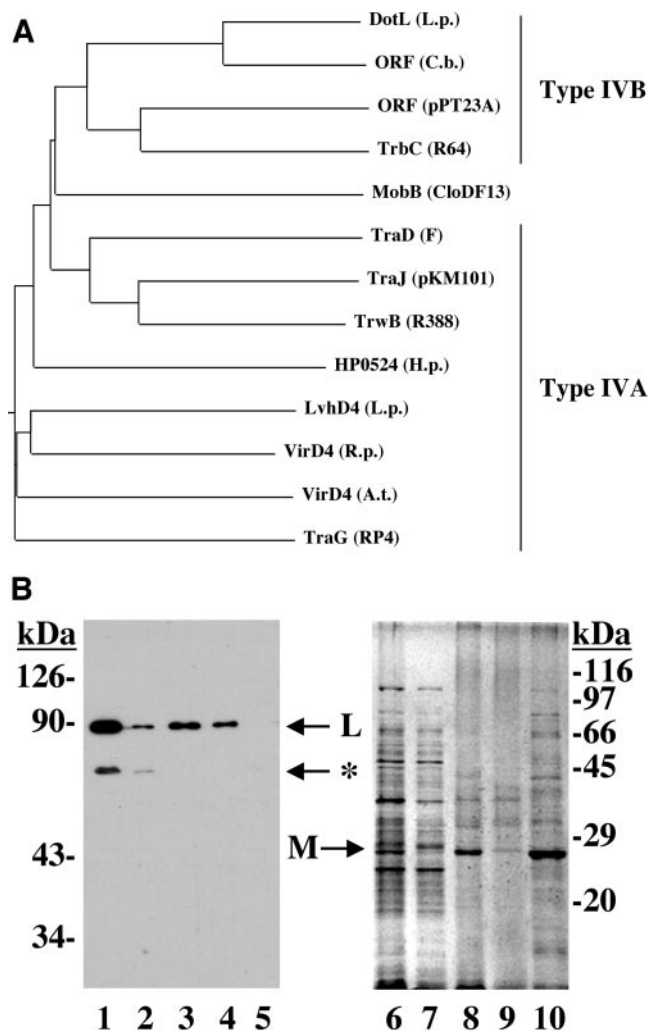 A
DotL (L.p.)
ORF (C.b.)
Type IVB
ORF (pPT23A)
TrbC (R64)
MobB (CloDF13)
TraD (F)
TraJ (pKM101)
TrwB (R388)
HP0524 (H.p.)
Type IVA
LvhD4 (L.p.)
VirD4 (R.p.)
VirD4 (A.t.)
TraG (RP4)
B
kDa
126-
90-
43-
34-
L
*
M
kDa
-116
-97
-66
-45
-29
-20
1 2 3 4 5
6 7 8 9 10